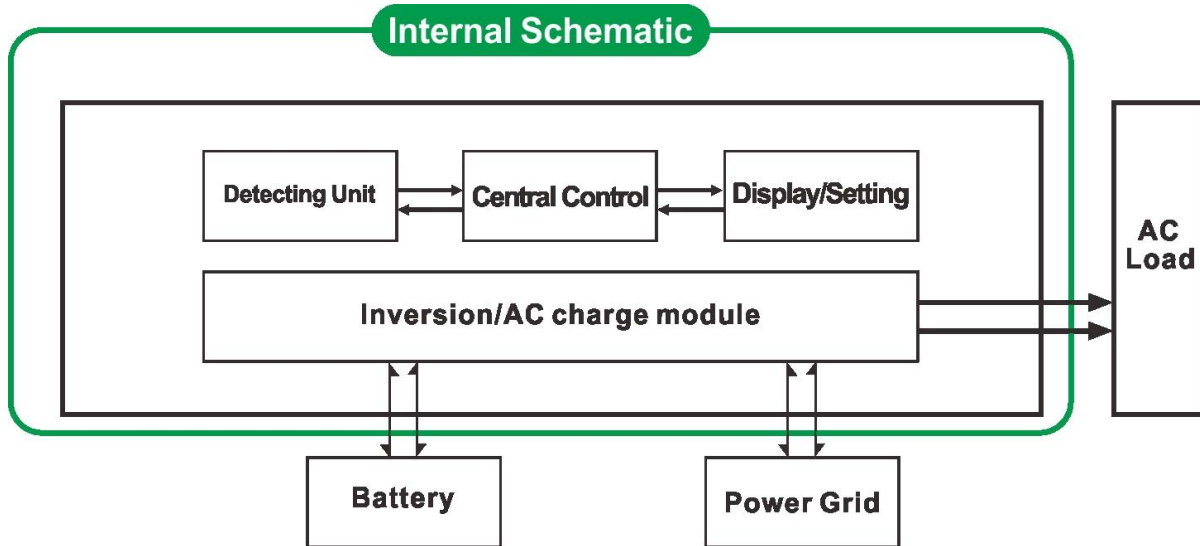 Internal Schematic
Detecting Unit
Central Control
Display/Setting
AC
Load
Inversion/AC charge module
Battery
Power Grid